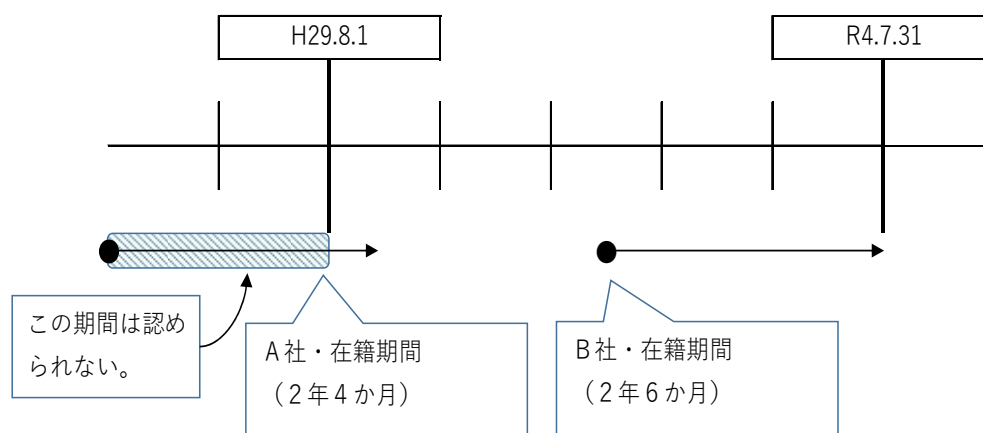 H29.8.1
R4.7.31
この期間は認め
られない。
A社・在籍期間
(2年4か月)
B社・在籍期間
(2年6か月)